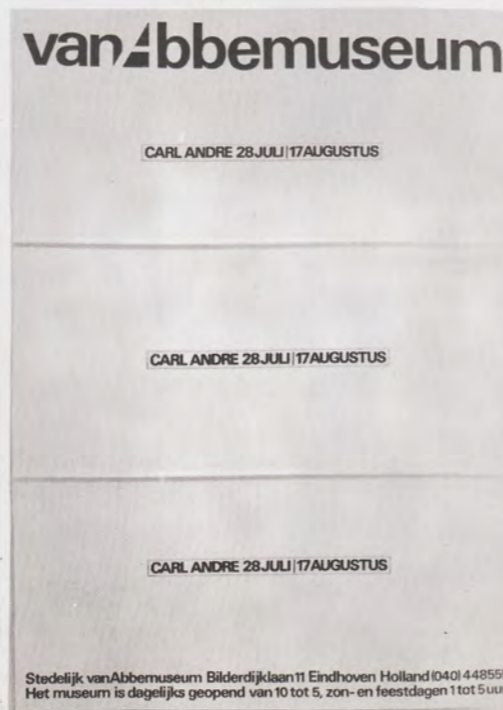 vanAbbemuseum
CARL ANDRE 28 JULI|17 AUGUSTUS
CARL ANDRE 28 JULI|17 AUGUSTUS
CARL ANDRE 28 JULI|17 AUGUSTUS
Stedelijk vanAbbemuseum Bilderdijklaan 11 Eindhoven Holland (040)
Het museum is dagelijks geopend van 10 tot 5, zon- en feestdagen 1 tot 5 uur